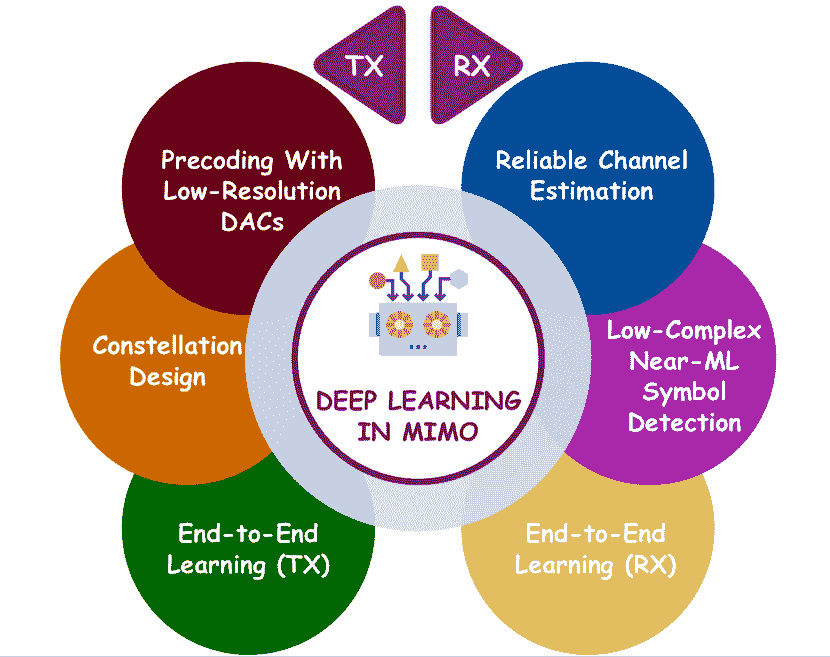 TX
RX
Precoding With
Low-Resolution
DACs
Reliable Channel
Estimation
Constellation
Design
Low-Complex
Near-ML
Symbol
Detection
DEEP LEARNING
IN MIMO
End-to-End
Learning (TX)
End-to-End
Learning (RX)